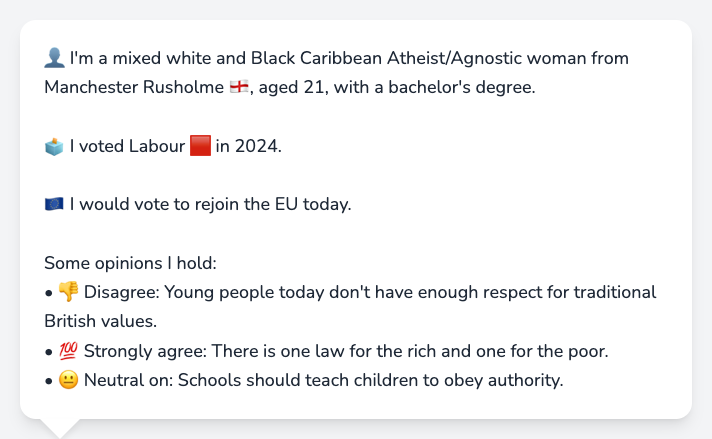 👤 I'm a mixed white and Black Caribbean Atheist/Agnostic woman from
Manchester Rusholme 🏴󠁧󠁢󠁥󠁮󠁧󠁿, aged 21, with a bachelor's degree.
🗳️ I voted Labour 🟥 in 2024.
🇪🇺 I would vote to rejoin the EU today.
Some opinions I hold:
• 👎 Disagree: Young people today don't have enough respect for traditional
British values.
• 💯 Strongly agree: There is one law for the rich and one for the poor.
• 😐 Neutral on: Schools should teach children to obey authority.